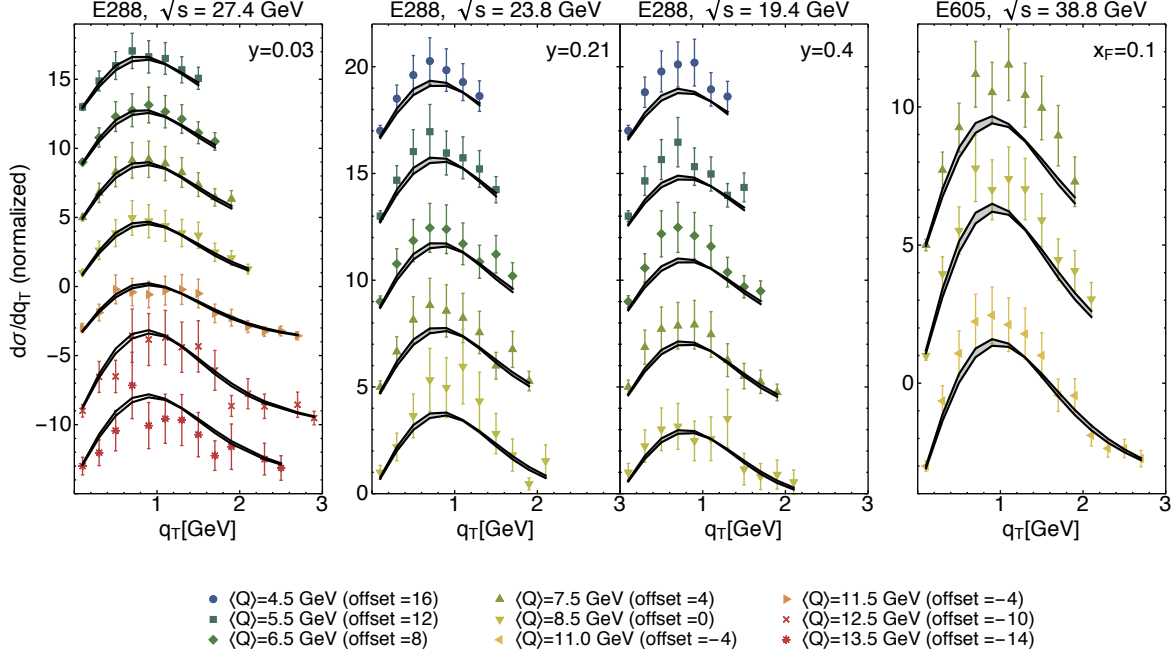 E288, √s = 27.4 GeV
E288, √s = 23.8 GeV
E288, √s = 19.4 GeV
E605, √s = 38.8 GeV
y=0.03
y=0.21
y=0.4
x_F=0.1
dσ/dq_T (normalized)
15
10
5
0
−5
−10
20
15
10
5
0
10
5
0
1
2
3
1
2
1
2
3
1
2
3
q_T[GeV]
q_T[GeV]
q_T[GeV]
q_T[GeV]
⟨Q⟩=4.5 GeV (offset =16)
⟨Q⟩=5.5 GeV (offset =12)
⟨Q⟩=6.5 GeV (offset =8)
⟨Q⟩=7.5 GeV (offset =4)
⟨Q⟩=8.5 GeV (offset =0)
⟨Q⟩=11.0 GeV (offset =−4)
⟨Q⟩=11.5 GeV (offset =−4)
⟨Q⟩=12.5 GeV (offset =−10)
⟨Q⟩=13.5 GeV (offset =−14)